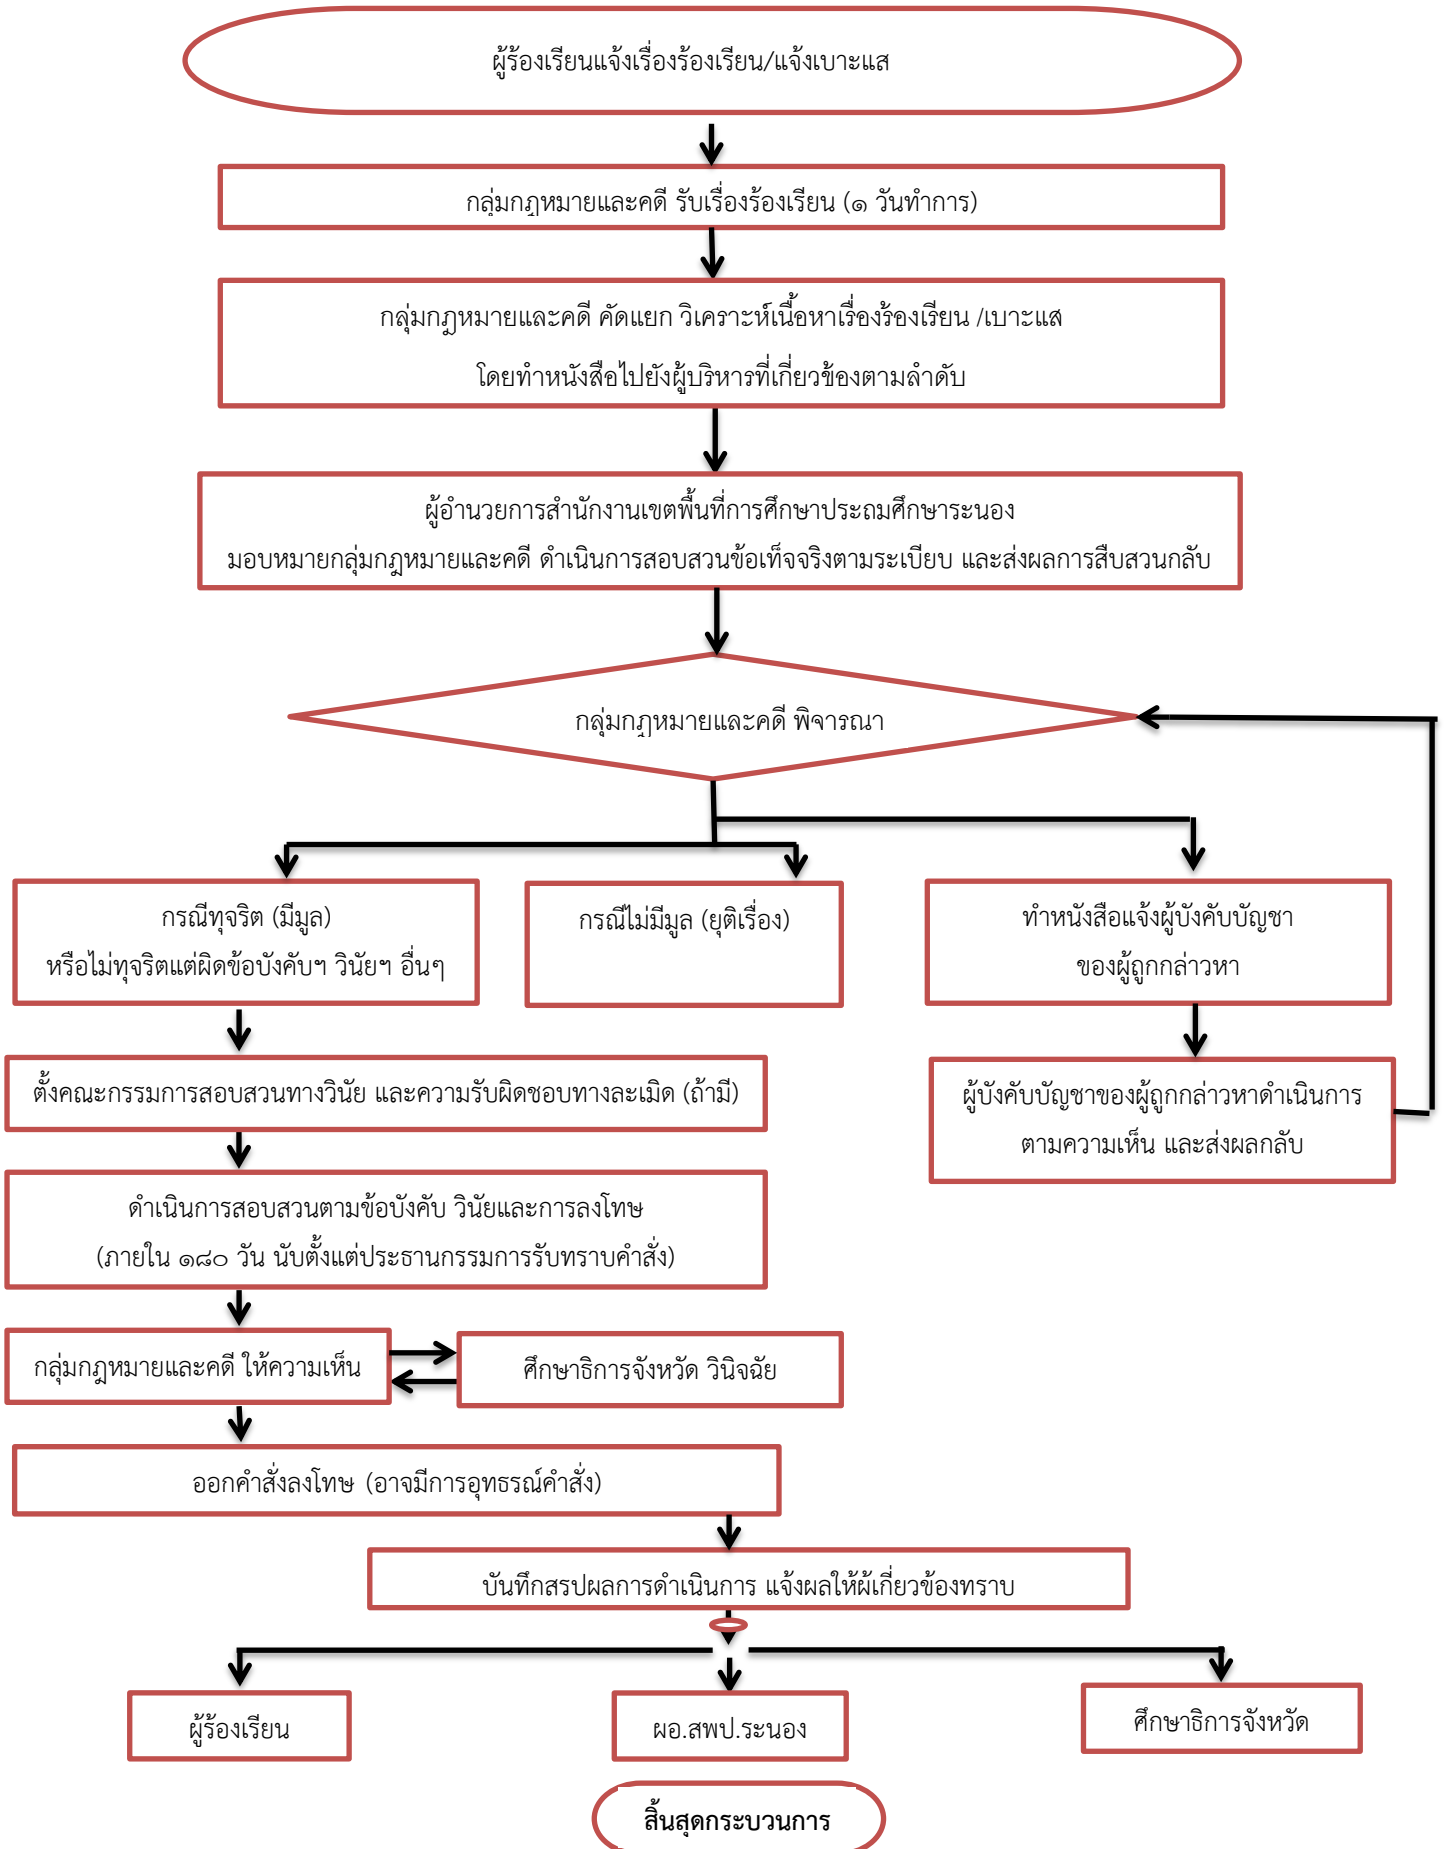 ผู้ร้องเรียนแจ้งเรื่องร้องเรียน/แจ้งเบาะแส
กลุ่มกฎหมายและคดี รับเรื่องร้องเรียน (๑ วันทำการ)
กลุ่มกฎหมายและคดี คัดแยก วิเคราะห์เนื้อหาเรื่องร้องเรียน /เบาะแส
โดยทำหนังสือไปยังผู้บริหารที่เกี่ยวข้องตามลำดับ
ผู้อำนวยการสำนักงานเขตพื้นที่การศึกษาประถมศึกษาระนอง
มอบหมายกลุ่มกฎหมายและคดี ดำเนินการสอบสวนข้อเท็จจริงตามระเบียบ และส่งผลการสืบสวนกลับ
กลุ่มกฎหมายและคดี พิจารณา
กรณีทุจริต (มีมูล)
หรือไม่ทุจริตแต่ผิดข้อบังคับฯ วินัยฯ อื่นๆ
กรณีไม่มีมูล (ยุติเรื่อง)
ทำหนังสือแจ้งผู้บังคับบัญชา
ของผู้ถูกกล่าวหา
ตั้งคณะกรรมการสอบสวนทางวินัย และความรับผิดชอบทางละเมิด (ถ้ามี)
ผู้บังคับบัญชาของผู้ถูกกล่าวหาดำเนินการ
ตามความเห็น และส่งผลกลับ
ดำเนินการสอบสวนตามข้อบังคับ วินัยและการลงโทษ
(ภายใน ๑๘๐ วัน นับตั้งแต่ประธานกรรมการรับทราบคำสั่ง)
กลุ่มกฎหมายและคดี ให้ความเห็น
ศึกษาธิการจังหวัด วินิจฉัย
ออกคำสั่งลงโทษ (อาจมีการอุทธรณ์คำสั่ง)
บันทึกสรุปผลการดำเนินการ แจ้งผลให้ผู้เกี่ยวข้องทราบ
ผู้ร้องเรียน
ผอ.สพป.ระนอง
ศึกษาธิการจังหวัด
สิ้นสุดกระบวนการ